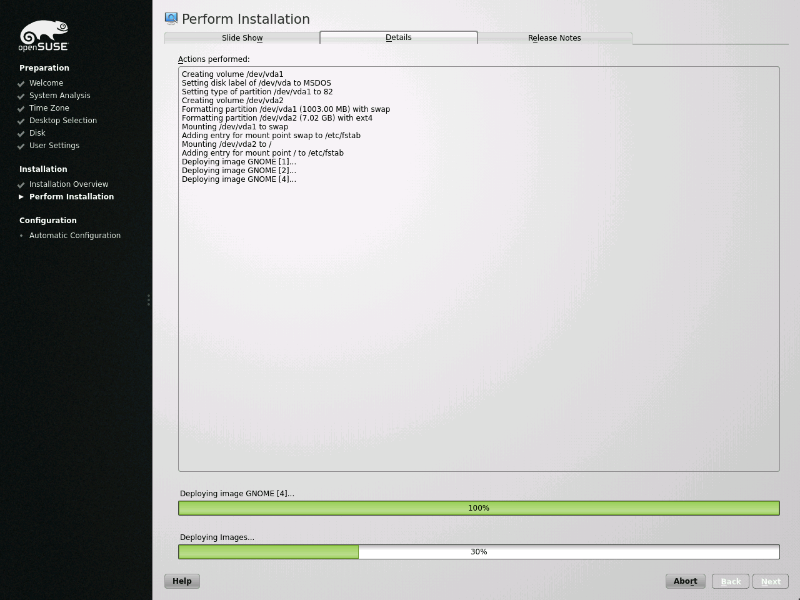 openSUSE
Preparation
Welcome
System Analysis
Time Zone
Desktop Selection
Disk
User Settings
Installation
Installation Overview
Perform Installation
Configuration
Automatic Configuration
Perform Installation
Slide Show
Details
Release Notes
Actions performed:
Creating volume /dev/vda1
Setting disk label of /dev/vda to MSDOS
Setting type of partition /dev/vda1 to 82
Creating volume /dev/vda2
Formatting partition /dev/vda1 (1003.00 MB) with swap
Formatting partition /dev/vda2 (7.02 GB) with ext4
Mounting /dev/vda1 to swap
Adding entry for mount point swap to /etc/fstab
Mounting /dev/vda2 to /
Adding entry for mount point / to /etc/fstab
Deploying image GNOME [1]...
Deploying image GNOME [2]...
Deploying image GNOME [4]...
Deploying image GNOME [4]...
100%
Deploying Images...
30%
Help
Abort
Back
Next